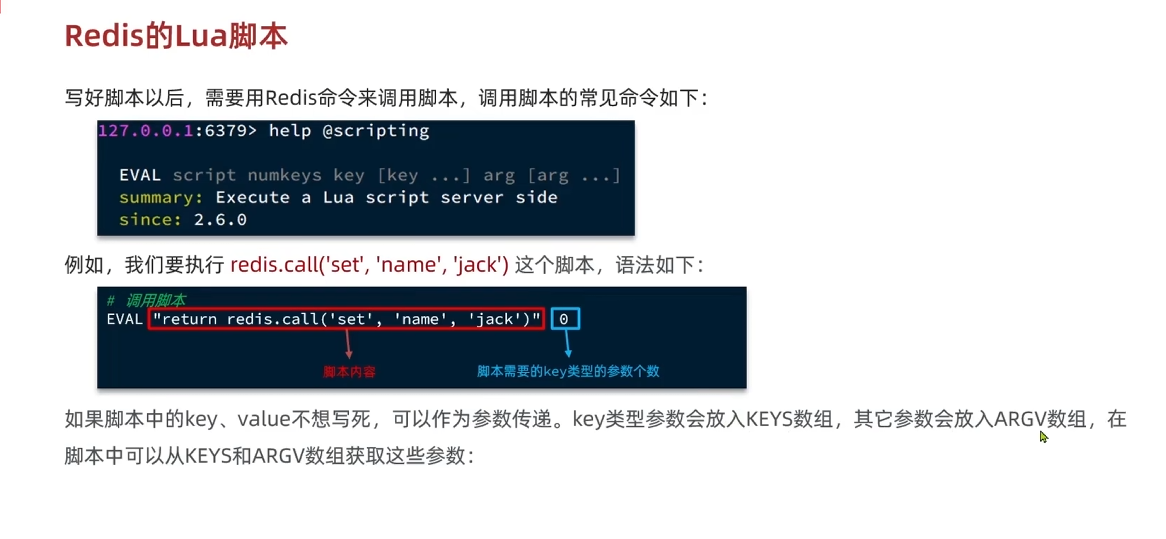 Redis的Lua脚本
写好脚本以后，需要用Redis命令来调用脚本，调用脚本的常见命令如下：
127.0.0.1:6379> help @scripting
EVAL script numkeys key [key ...] arg [arg ...]
summary: Execute a Lua script server side
since: 2.6.0
例如，我们要执行 redis.call('set', 'name', 'jack') 这个脚本，语法如下：
# 调用脚本
EVAL "return redis.call('set', 'name', 'jack')" 0
脚本内容 脚本需要的key类型的参数个数
如果脚本中的key、value不想写死，可以作为参数传递。key类型参数会放入KEYS数组，其它参数会放入ARGV数组，在
脚本中可以从KEYS和ARGV数组获取这些参数：